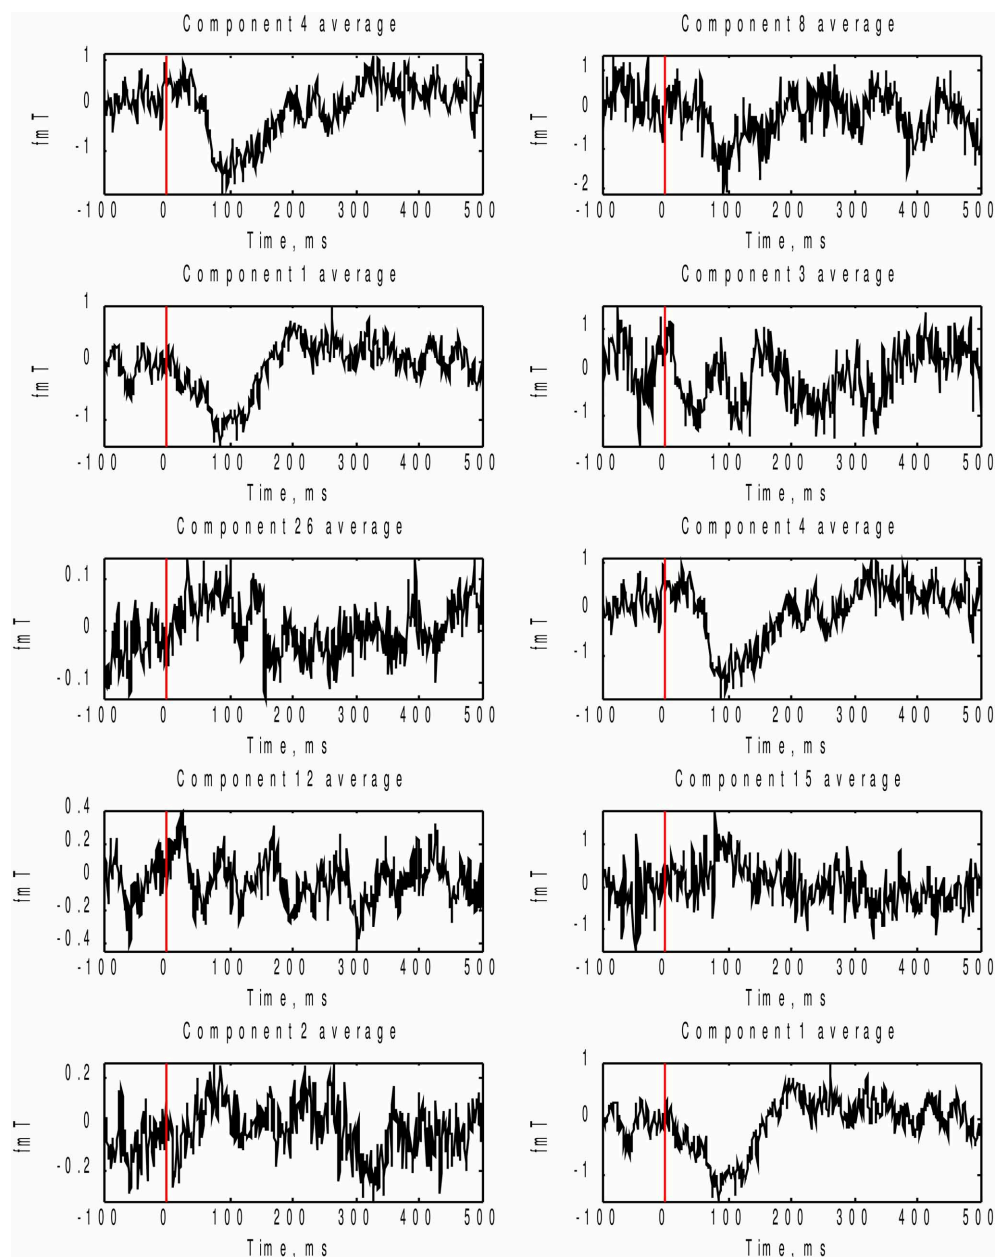 Component 4 average
1
0
-1
fmT
-100 0 100 200 300 400 500
Time, ms
Component 8 average
1
0
-1
-2
fmT
-100 0 100 200 300 400 500
Time, ms
Component 1 average
1
0
-1
fmT
-100 0 100 200 300 400 500
Time, ms
Component 3 average
1
0
-1
fmT
-100 0 100 200 300 400 500
Time, ms
Component 26 average
0.1
0
-0.1
fmT
-100 0 100 200 300 400 500
Time, ms
Component 4 average
1
0
-1
fmT
-100 0 100 200 300 400 500
Time, ms
Component 12 average
0.4
0.2
0
-0.2
-0.4
fmT
-100 0 100 200 300 400 500
Time, ms
Component 15 average
1
0
-1
fmT
-100 0 100 200 300 400 500
Time, ms
Component 2 average
0.2
0
-0.2
fmT
-100 0 100 200 300 400 500
Time, ms
Component 1 average
1
0
-1
fmT
-100 0 100 200 300 400 500
Time, ms